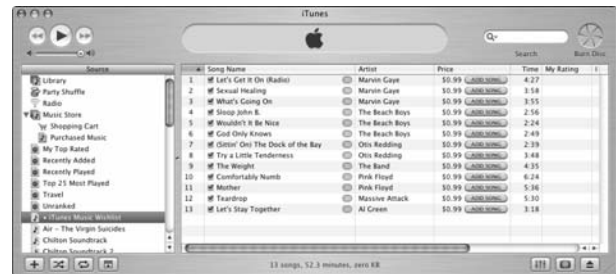 iTunes
Search
Burn Disc
Source
Library
Party Shuffle
Radio
Music Store
Shopping Cart
Purchased Music
My Top Rated
Recently Added
Recently Played
Top 25 Most Played
Travel
Unranked
iTunes Music Wishlist
Air - The Virgin Suicides
Chilton Soundtrack
Chilton Soundtrack 2
Song Name Artist Price Time My Rating
1 Let's Get It On (Radio) Marvin Gaye $0.99 ADD SONG 4:27
2 Sexual Healing Marvin Gaye $0.99 ADD SONG 3:58
3 What's Going On Marvin Gaye $0.99 ADD SONG 3:55
4 Sloop John B. The Beach Boys $0.99 ADD SONG 2:56
5 Wouldn't It Be Nice The Beach Boys $0.99 ADD SONG 2:24
6 God Only Knows The Beach Boys $0.99 ADD SONG 2:49
7 (Sittin' On) The Dock of the Bay Otis Redding $0.99 ADD SONG 2:39
8 Try a Little Tenderness Otis Redding $0.99 ADD SONG 3:48
9 The Weight The Band $0.99 ADD SONG 4:35
10 Comfortably Numb Pink Floyd $0.99 ADD SONG 6:24
11 Mother Pink Floyd $0.99 ADD SONG 5:36
12 Teardrop Massive Attack $0.99 ADD SONG 5:30
13 Let's Stay Together Al Green $0.99 ADD SONG 3:18
13 songs, 52.3 minutes, zero KB